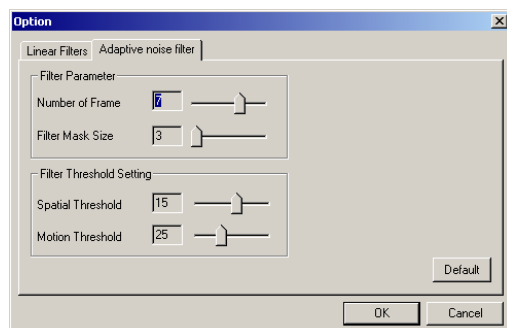 Option
Linear Filters Adaptive noise filter
Filter Parameter
Number of Frame 7
Filter Mask Size 3
Filter Threshold Setting
Spatial Threshold 15
Motion Threshold 25
Default
OK Cancel